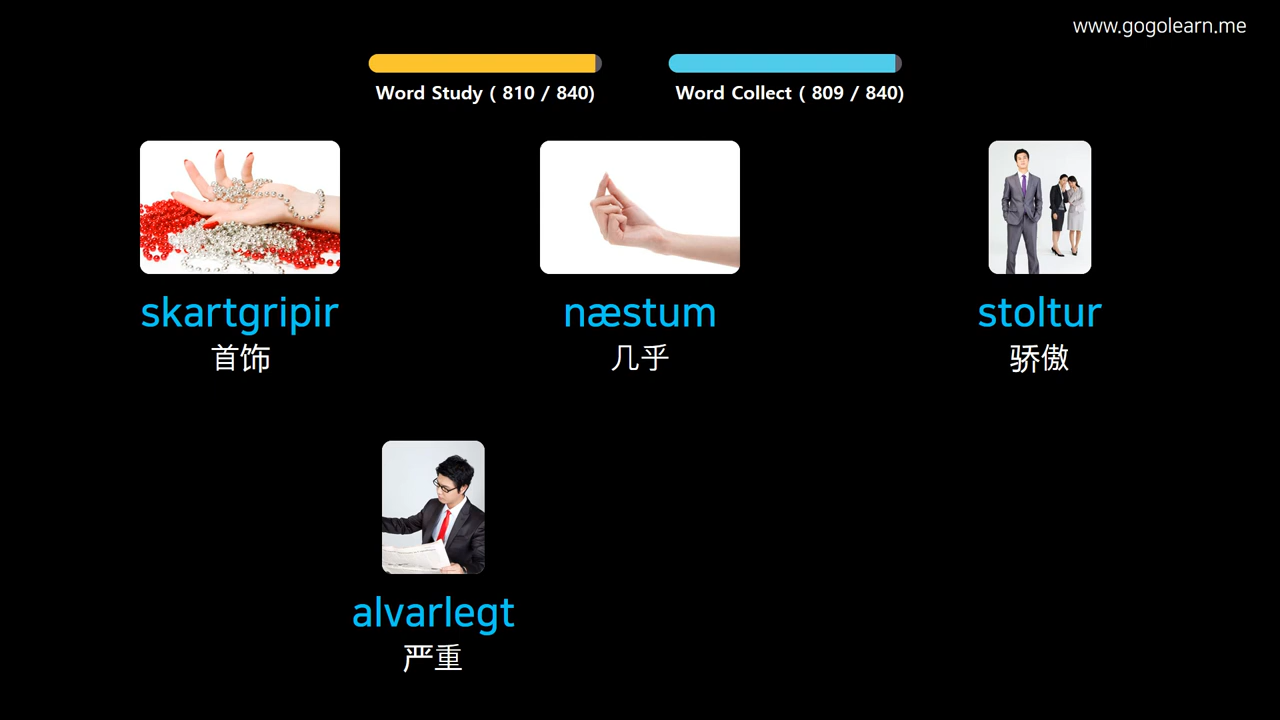 www.gogolearn.me
Word Study ( 810 / 840)
Word Collect ( 809 / 840)
skartgripir
首饰
næstum
几乎
stoltur
骄傲
alvarlegt
严重